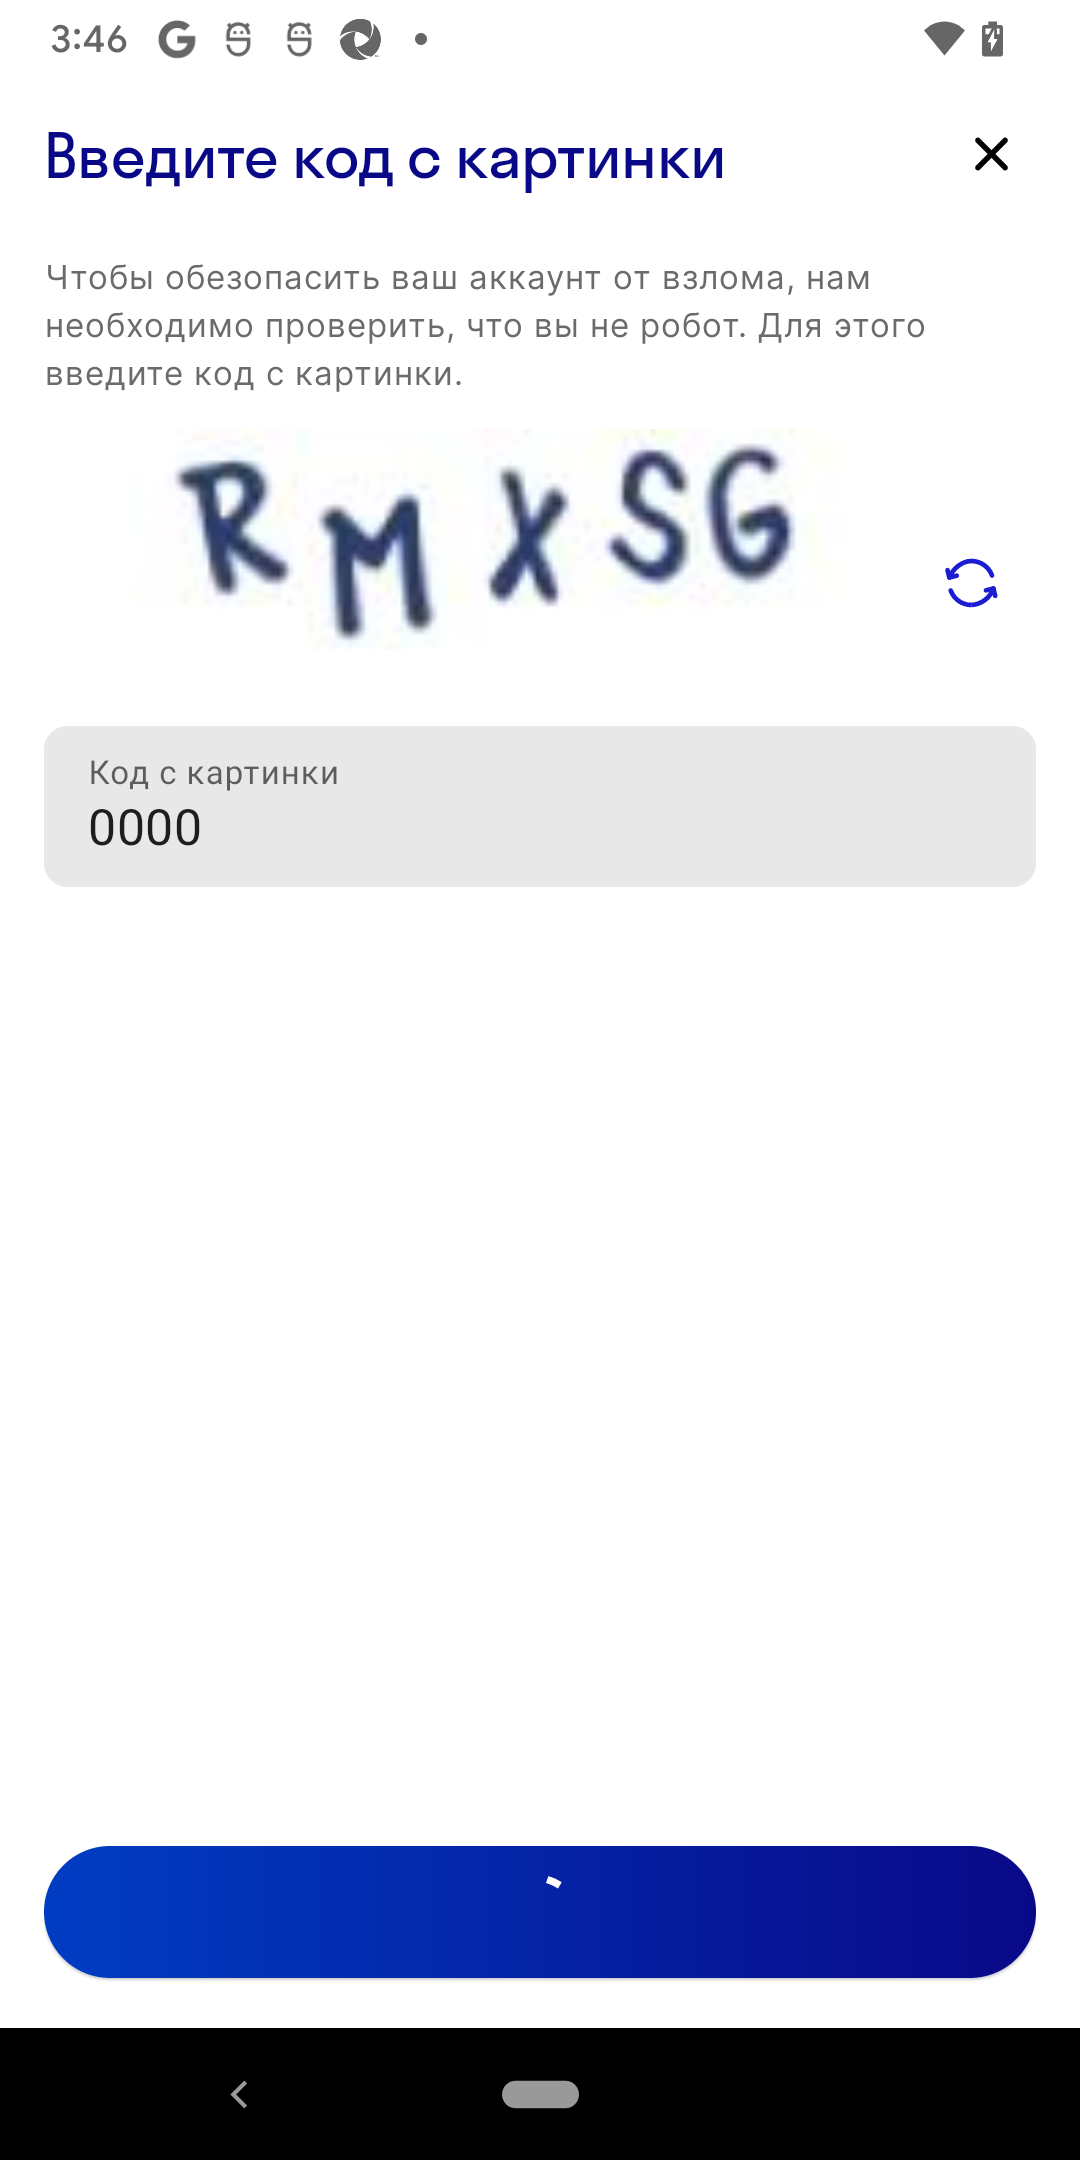 3:46
Введите код с картинки
Чтобы обезопасить ваш аккаунт от взлома, нам
необходимо проверить, что вы не робот. Для этого
введите код с картинки.
RMXSG
Код с картинки
0000